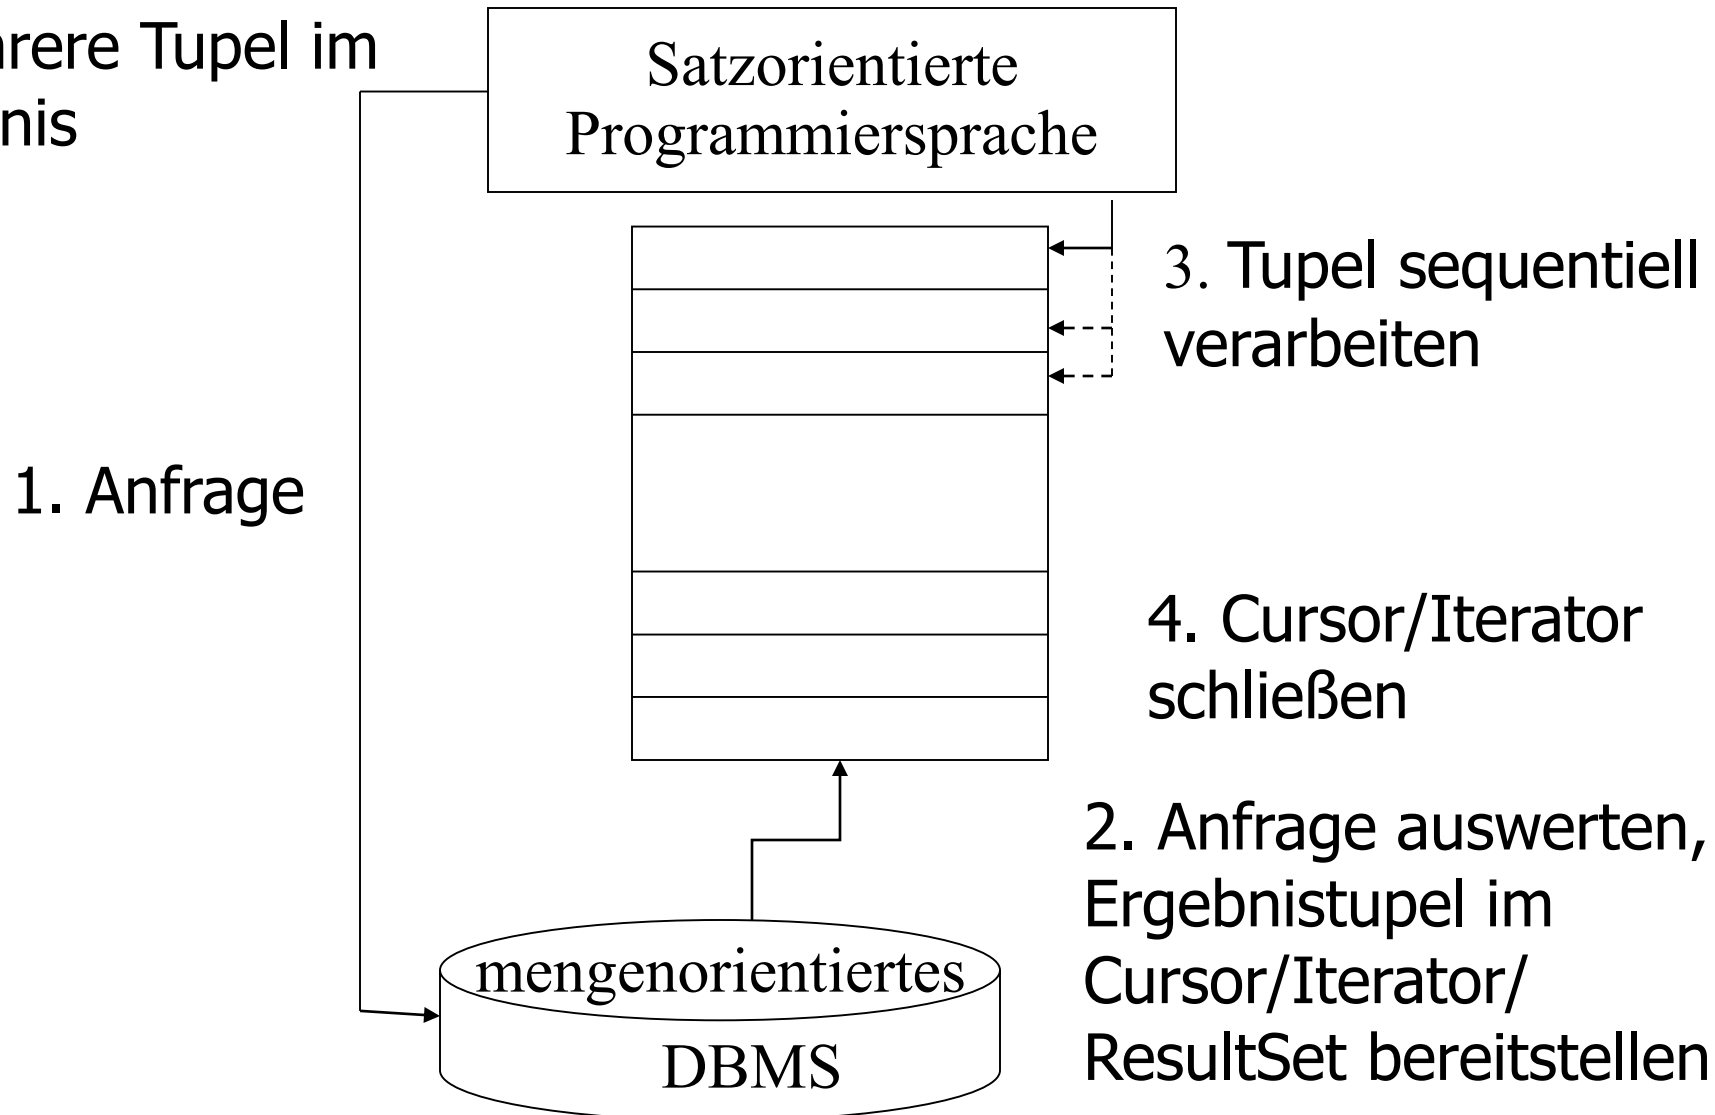 rere Tupel im
nis
Satzorientierte
Programmiersprache
3. Tupel sequentiell
verarbeiten
1. Anfrage
4. Cursor/Iterator
schließen
2. Anfrage auswerten,
Ergebnistupel im
Cursor/Iterator/
ResultSet bereitstellen
mengenorientiertes
DBMS